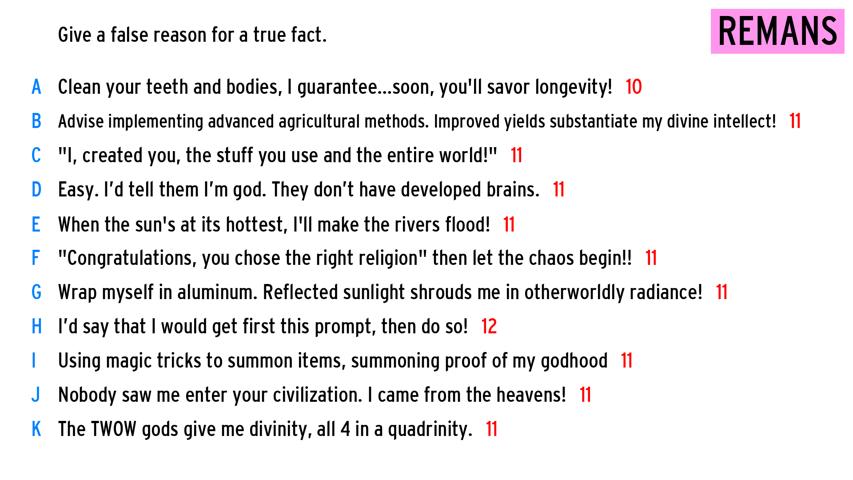 Give a false reason for a true fact.
REMANS
A Clean your teeth and bodies, I guarantee...soon, you'll savor longevity! 10
B Advise implementing advanced agricultural methods. Improved yields substantiate my divine intellect! 11
C "I, created you, the stuff you use and the entire world!" 11
D Easy. I’d tell them I’m god. They don’t have developed brains. 11
E When the sun's at its hottest, I'll make the rivers flood! 11
F "Congratulations, you chose the right religion" then let the chaos begin!! 11
G Wrap myself in aluminum. Reflected sunlight shrouds me in otherworldly radiance! 11
H I’d say that I would get first this prompt, then do so! 12
I Using magic tricks to summon items, summoning proof of my godhood 11
J Nobody saw me enter your civilization. I came from the heavens! 11
K The TWOW gods give me divinity, all 4 in a quadrinity. 11